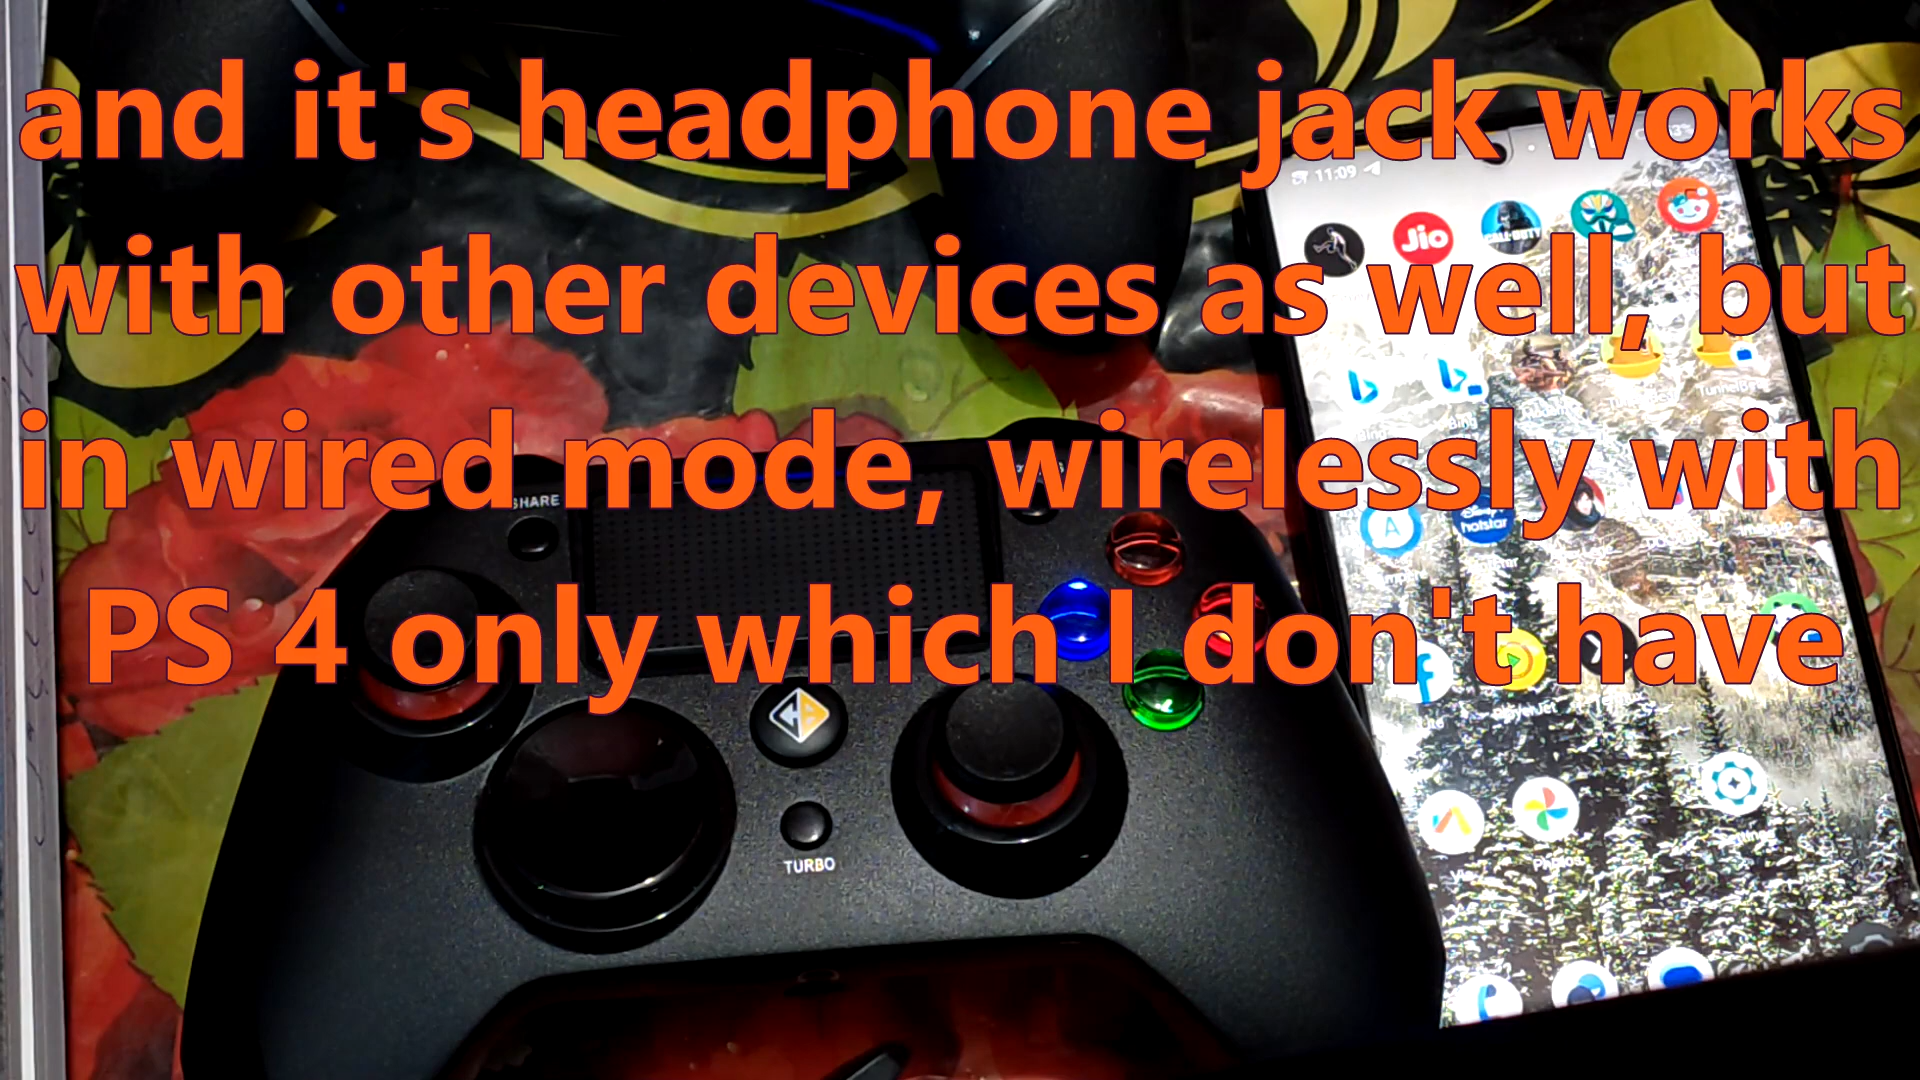 and it's headphone jack works
with other devices as well, but
in wired mode, wirelessly with
PS 4 only which I don't have
11:09
Jio
hotstar
SHARE
TURBO
Photos